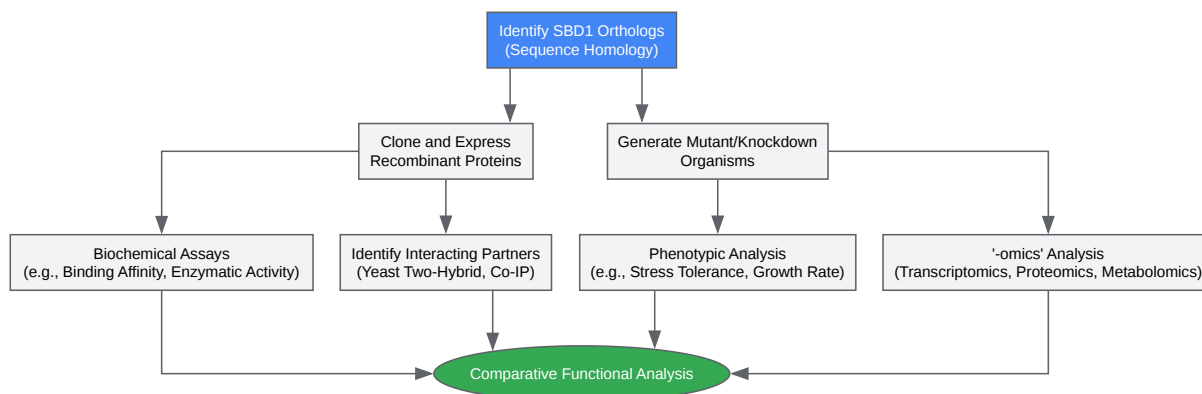 Identify SBD1 Orthologs
(Sequence Homology)
Clone and Express
Recombinant Proteins
Generate Mutant/Knockdown
Organisms
Biochemical Assays
(e.g., Binding Affinity, Enzymatic Activity)
Identify Interacting Partners
(Yeast Two-Hybrid, Co-IP)
Phenotypic Analysis
(e.g., Stress Tolerance, Growth Rate)
'-omics' Analysis
(Transcriptomics, Proteomics, Metabolomics)
Comparative Functional Analysis